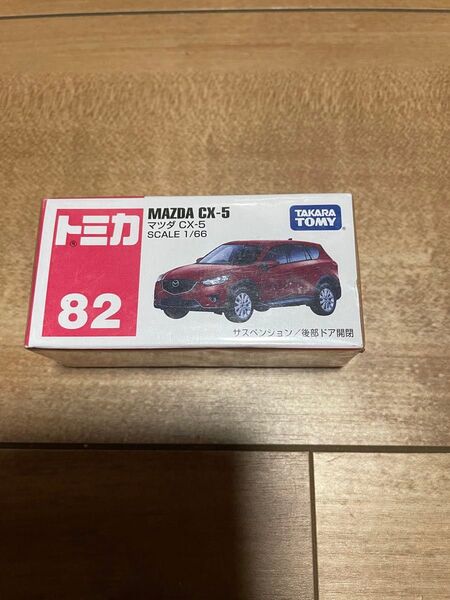 トミカ
®
82
MAZDA CX-5
マツダ CX-5
SCALE 1/66
TAKARA
TOMY
サスペンション/後部ドア開閉